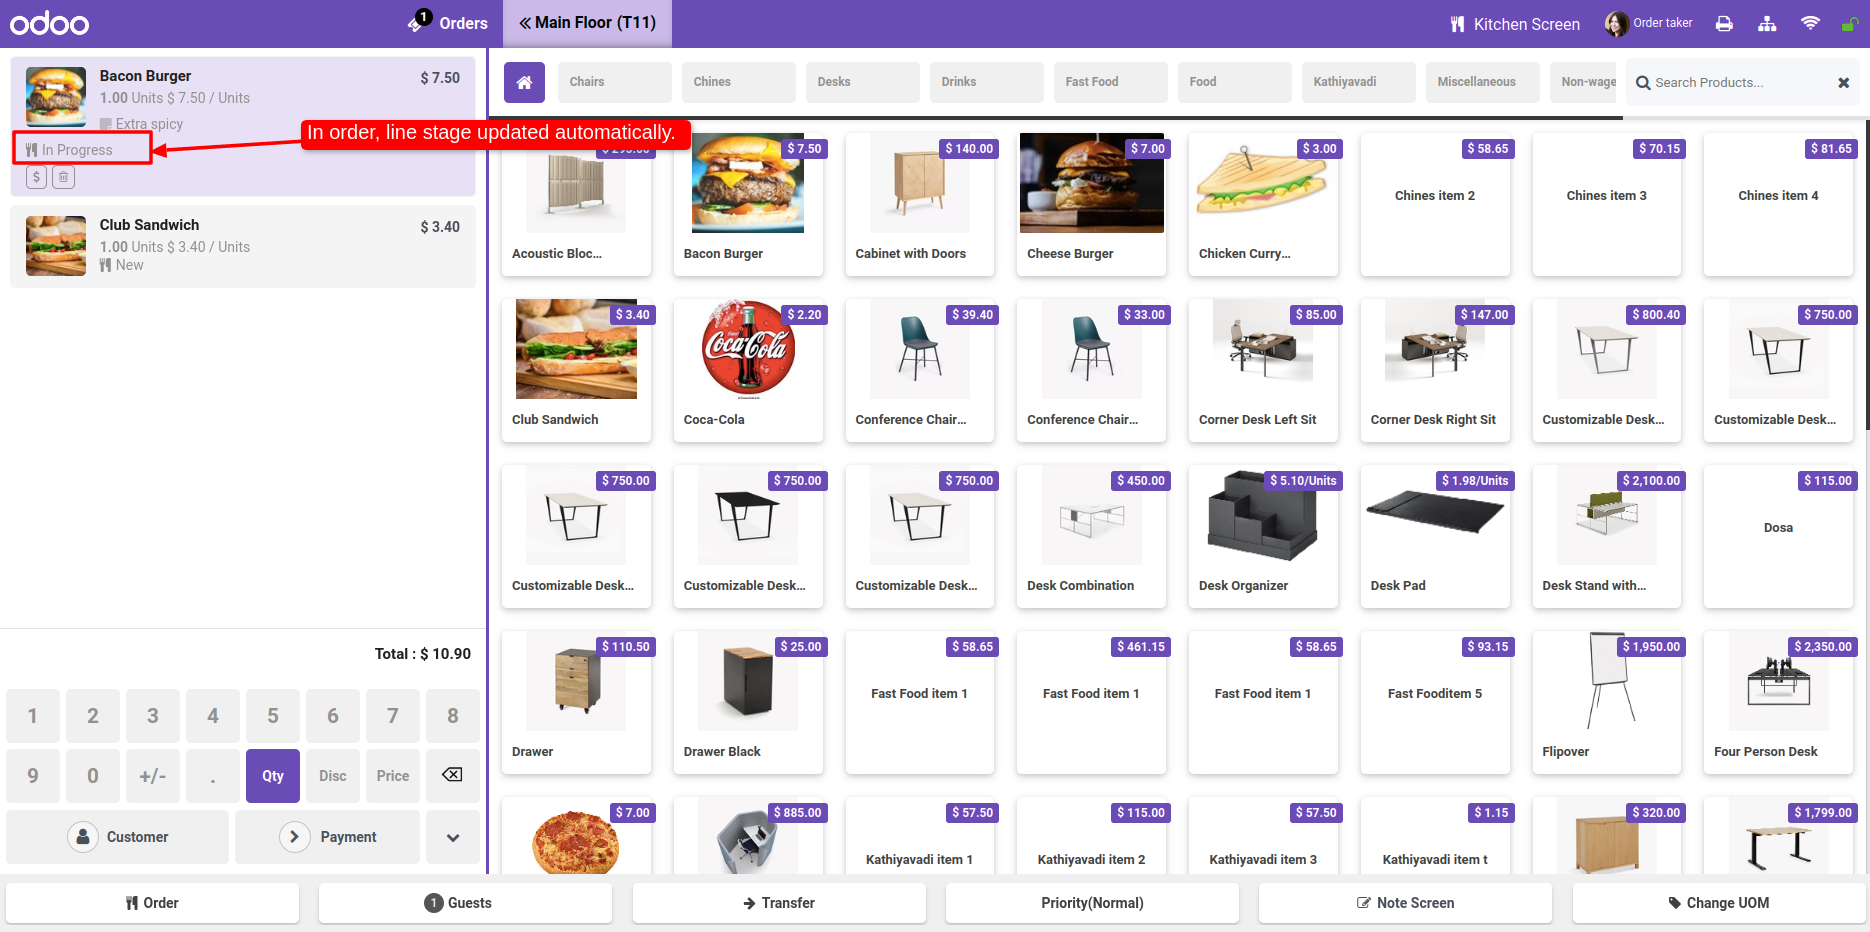 odoo
1
Orders
Main Floor (T11)
Kitchen Screen
Order taker
Bacon Burger
$ 7.50
1.00 Units $ 7.50 / Units
Extra spicy
In Progress
In order, line stage updated automatically.
$
Club Sandwich
$ 3.40
1.00 Units $ 3.40 / Units
New
Total : $ 10.90
1 2 3 4 5 6 7 8
9 0 +/- . Qty Disc Price
Customer
Payment
Chairs
Chines
Desks
Drinks
Fast Food
Food
Kathiyavadi
Miscellaneous
Non-wage
Search Products...
Acoustic Bloc...
$ 7.50
Bacon Burger
$ 140.00
Cabinet with Doors
$ 7.00
Cheese Burger
$ 3.00
Chicken Curry...
$ 58.65
Chines item 2
$ 70.15
Chines item 3
$ 81.65
Chines item 4
$ 3.40
Club Sandwich
$ 2.20
Coca-Cola
Coca-Cola
$ 39.40
Conference Chair...
$ 33.00
Conference Chair...
$ 85.00
Corner Desk Left Sit
$ 147.00
Corner Desk Right Sit
$ 800.40
Customizable Desk...
$ 750.00
Customizable Desk...
$ 750.00
Customizable Desk...
$ 750.00
Customizable Desk...
$ 750.00
Customizable Desk...
$ 450.00
Desk Combination
$ 5.10/Units
Desk Organizer
$ 1.98/Units
Desk Pad
$ 2,100.00
Desk Stand with...
$ 115.00
Dosa
$ 110.50
Drawer
$ 25.00
Drawer Black
$ 58.65
Fast Food item 1
$ 461.15
Fast Food item 1
$ 58.65
Fast Food item 1
$ 93.15
Fast Fooditem 5
$ 1,950.00
Flipover
$ 2,350.00
Four Person Desk
$ 7.00
$ 885.00
$ 57.50
Kathiyavadi item 1
$ 115.00
Kathiyavadi item 2
$ 57.50
Kathiyavadi item 3
$ 1.15
Kathiyavadi item t
$ 320.00
$ 1,799.00
Order
1 Guests
Transfer
Priority(Normal)
Note Screen
Change UOM